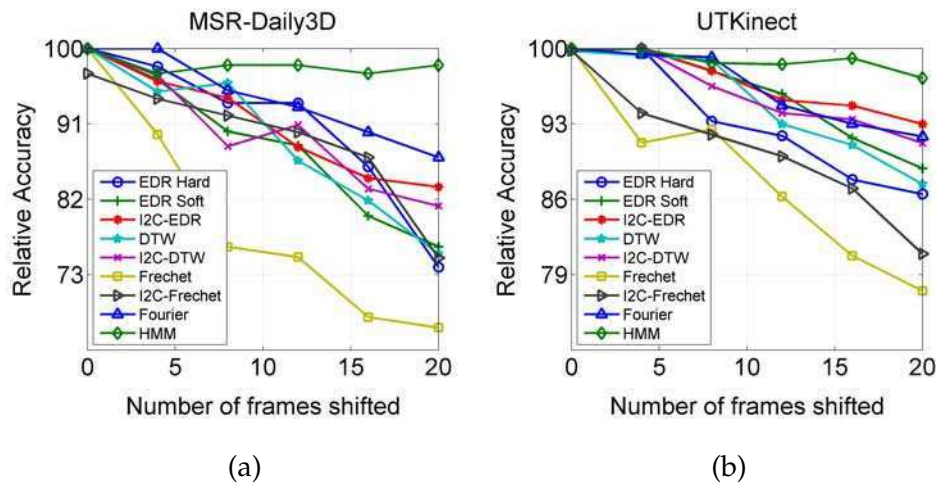 MSR-Daily3D
100
91
82
73
Relative Accuracy
EDR Hard
EDR Soft
I2C-EDR
DTW
I2C-DTW
Frechet
I2C-Frechet
Fourier
HMM
0 5 10 15 20
Number of frames shifted
(a)
UTKinect
100
93
86
79
Relative Accuracy
EDR Hard
EDR Soft
I2C-EDR
DTW
I2C-DTW
Frechet
I2C-Frechet
Fourier
HMM
0 5 10 15 20
Number of frames shifted
(b)